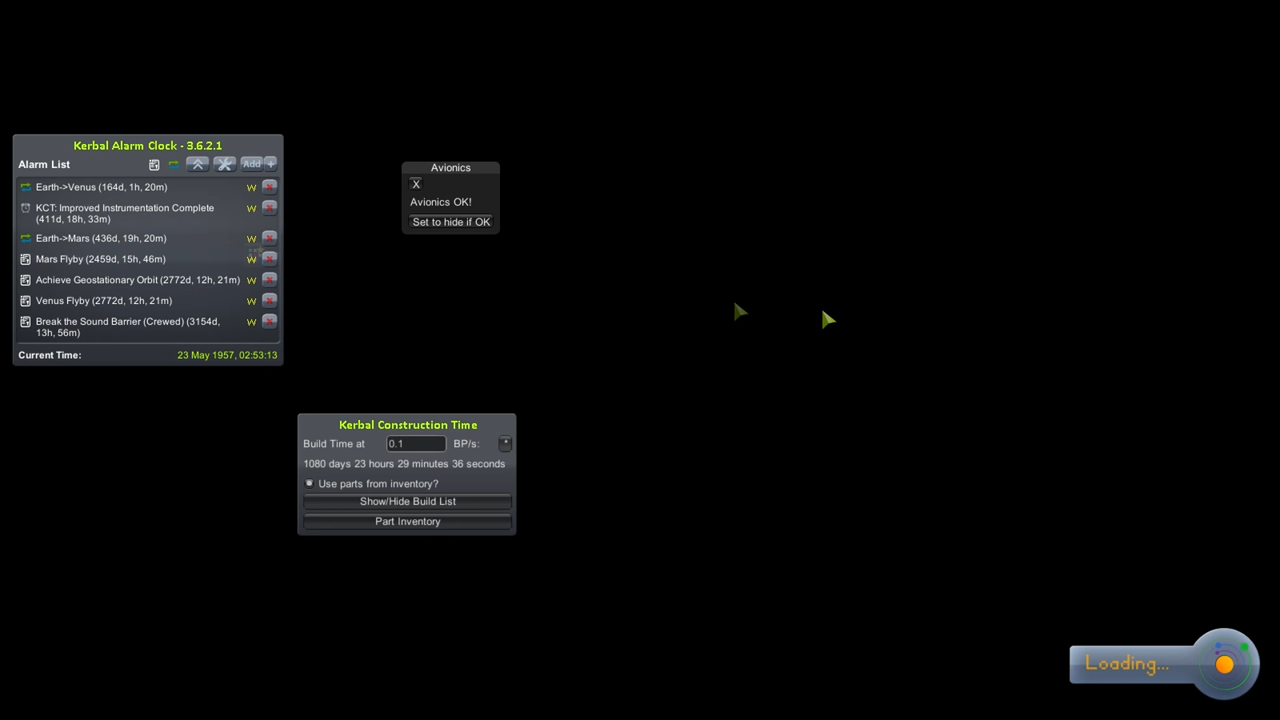 Kerbal Alarm Clock - 3.6.2.1
Alarm List
Add +
Earth->Venus (164d, 1h, 20m) W
KCT: Improved Instrumentation Complete W
(411d, 18h, 33m)
Earth->Mars (436d, 19h, 20m) W
Mars Flyby (2459d, 15h, 46m) W
Achieve Geostationary Orbit (2772d, 12h, 21m) W
Venus Flyby (2772d, 12h, 21m) W
Break the Sound Barrier (Crewed) (3154d, W
13h, 56m)
Current Time: 23 May 1957, 02:53:13
Avionics
X
Avionics OK!
Set to hide if OK
Kerbal Construction Time
Build Time at 0.1 BP/s: *
1080 days 23 hours 29 minutes 36 seconds
Use parts from inventory?
Show/Hide Build List
Part Inventory
Loading...